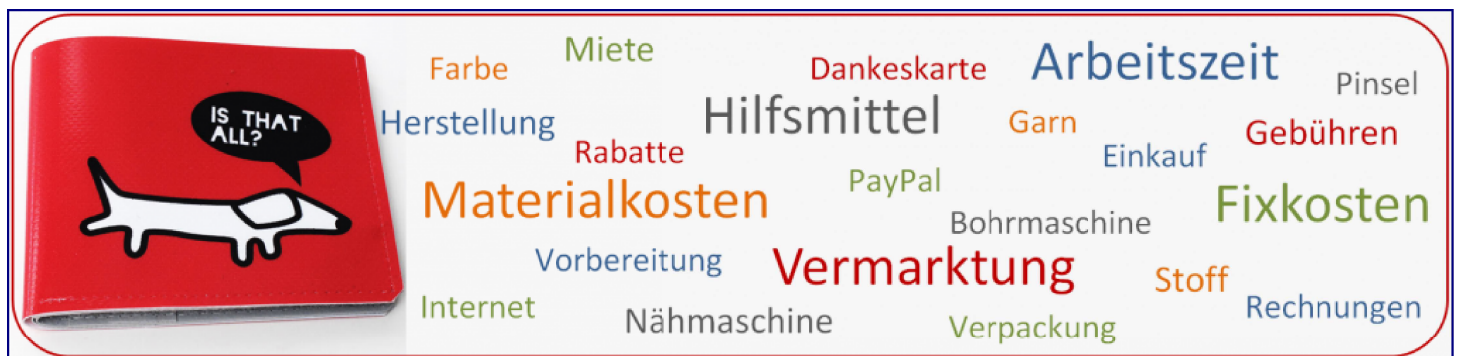 IS THAT
ALL?
Farbe
Miete
Dankeskarte
Arbeitszeit
Pinsel
Herstellung
Hilfsmittel
Garn
Gebühren
Rabatte
Einkauf
Materialkosten
PayPal
Fixkosten
Bohrmaschine
Vorbereitung
Vermarktung
Stoff
Internet
Nähmaschine
Verpackung
Rechnungen